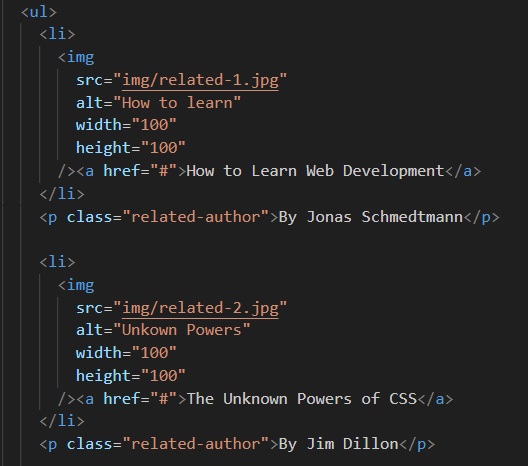 <ul>
<li>
<img
src="img/related-1.jpg"
alt="How to learn"
width="100"
height="100"
/><a href="#">How to Learn Web Development</a>
</li>
<p class="related-author">By Jonas Schmedtmann</p>
<li>
<img
src="img/related-2.jpg"
alt="Unkown Powers"
width="100"
height="100"
/><a href="#">The Unknown Powers of CSS</a>
</li>
<p class="related-author">By Jim Dillon</p>